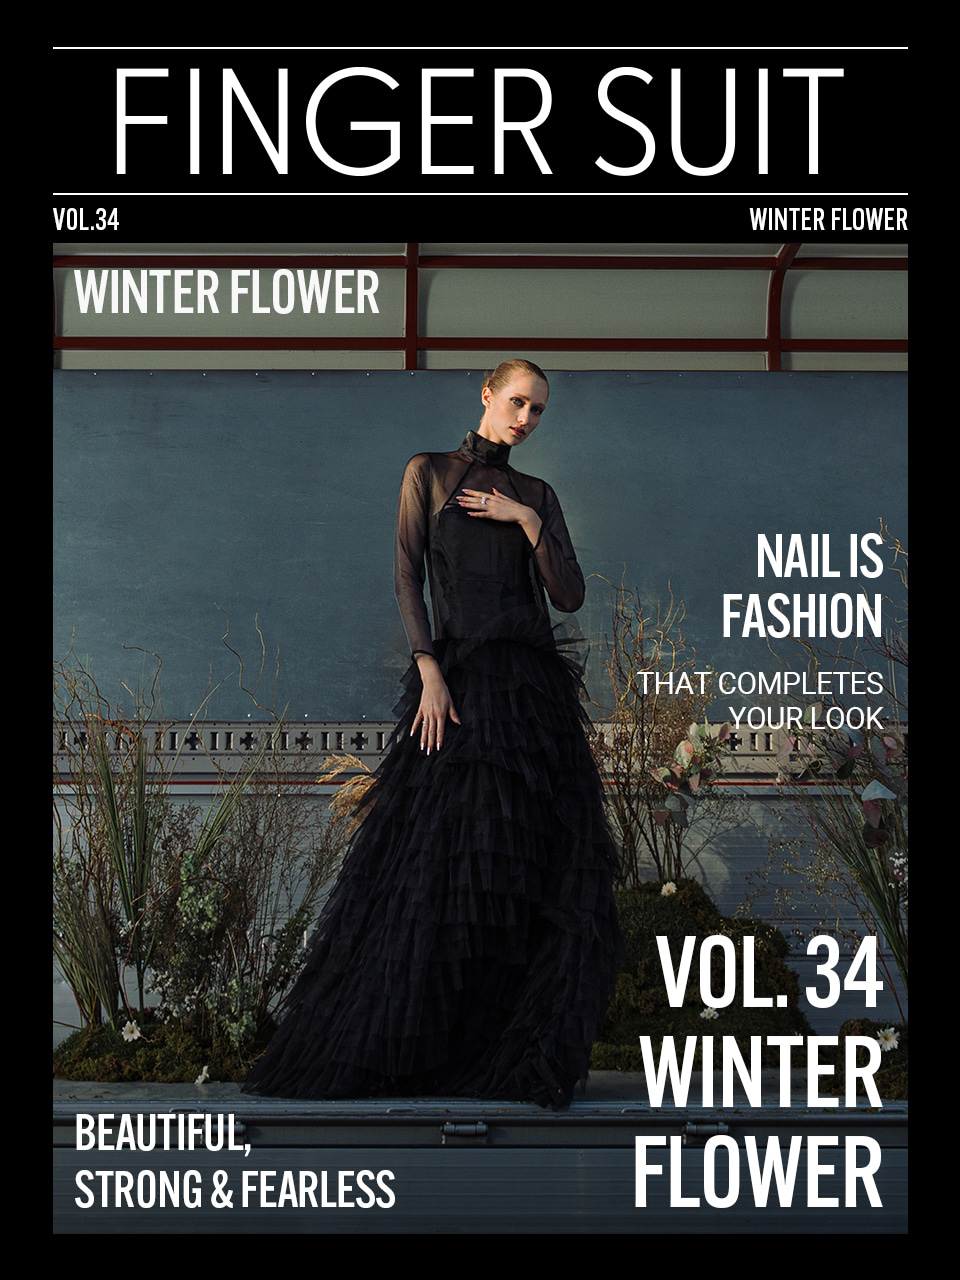 FINGER SUIT
VOL.34
WINTER FLOWER
WINTER FLOWER
NAIL IS
FASHION
THAT COMPLETES
YOUR LOOK
VOL. 34
WINTER
FLOWER
BEAUTIFUL,
STRONG & FEARLESS